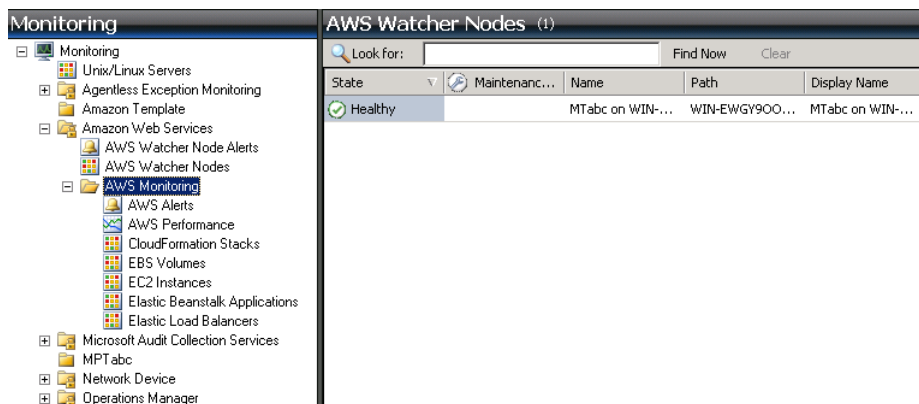 Monitoring
Monitoring
Unix/Linux Servers
Agentless Exception Monitoring
Amazon Template
Amazon Web Services
AWS Watcher Node Alerts
AWS Watcher Nodes
AWS Monitoring
AWS Alerts
AWS Performance
CloudFormation Stacks
EBS Volumes
EC2 Instances
Elastic Beanstalk Applications
Elastic Load Balancers
Microsoft Audit Collection Services
MPTabc
Network Device
Operations Manager
AWS Watcher Nodes (1)
Look for: Find Now Clear
State Maintenanc... Name Path Display Name
Healthy MTabc on WIN-... WIN-EWGY9OO... MTabc on WIN-...